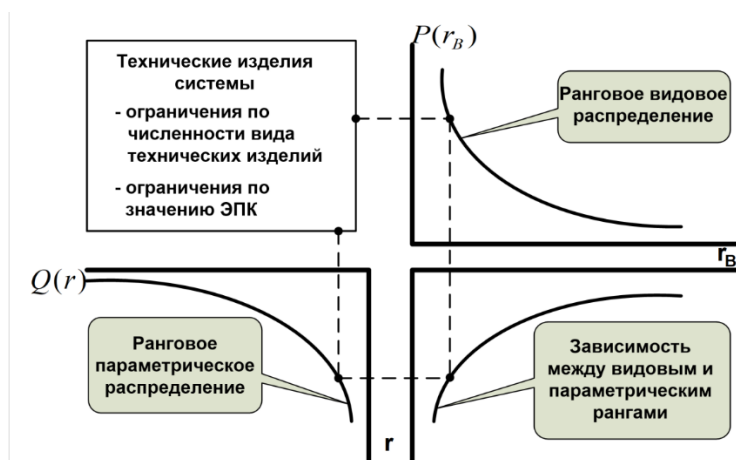 Технические изделия
системы
- ограничения по
численности вида
технических изделий
- ограничения по
значению ЭПК
P(r_B)
Ранговое видовое
распределение
r_B
Q(r)
Ранговое
параметрическое
распределение
r
Зависимость
между видовым и
параметрическим
рангами